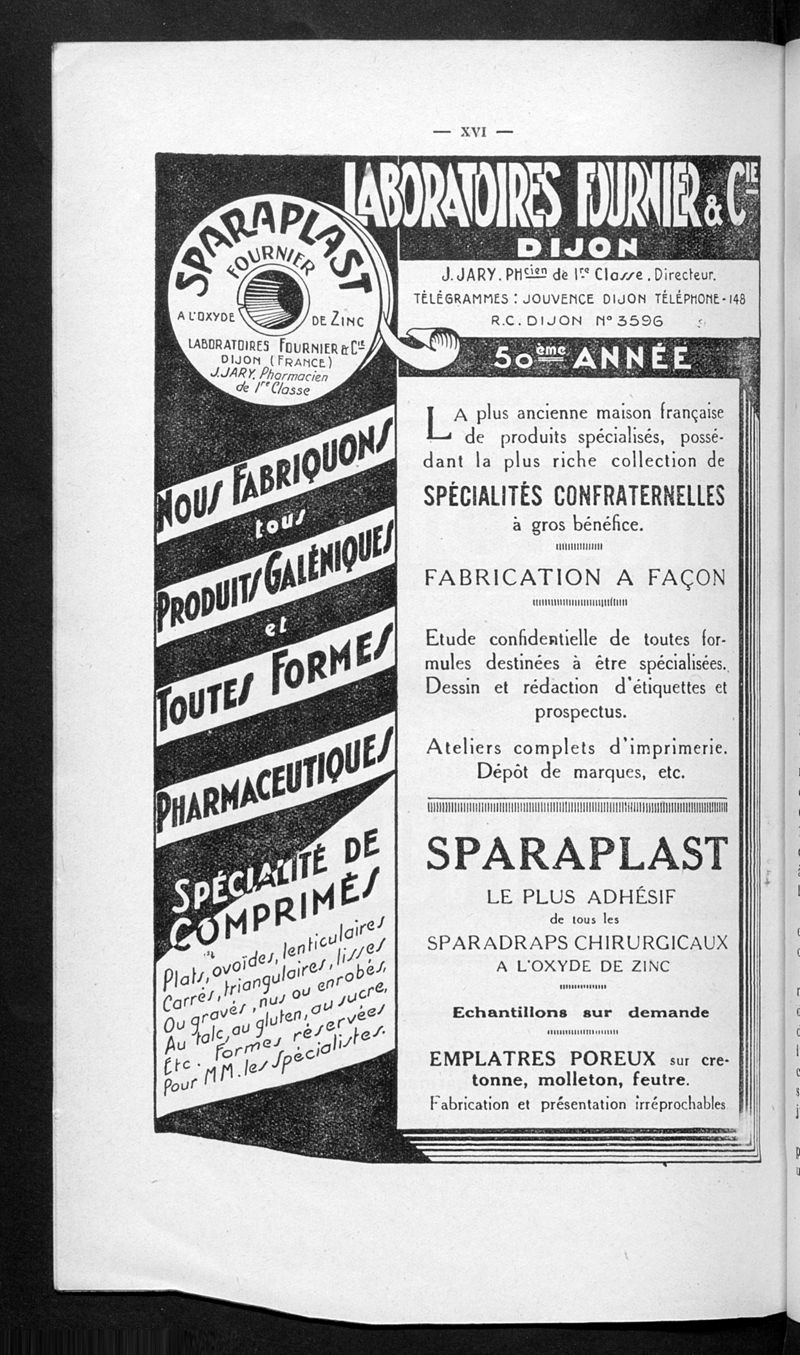 — XVI —
LABORATOIRES FOURNIER & Cie
DIJON
J. JARY. PHcien de 1re Classe. Directeur.
TÉLÉGRAMMES : JOUVENCE DIJON TÉLÉPHONE-148
R.C. DIJON N° 3596
50ème ANNÉE
SPARAPLAST
FOURNIER
A L'OXYDE DE ZINC
LABORATOIRES FOURNIER & Cie
DIJON (FRANCE)
J. JARY. Pharmacien
de 1re Classe
NOUS FABRIQUONS
tous
PRODUITS GALÉNIQUES
et
TOUTES FORMES
PHARMACEUTIQUES
SPÉCIALITÉ DE
COMPRIMÉS
Plats, ovoïdes, lenticulaires
Carrés, triangulaires, lisses
Ou gravés, nus ou enrobés,
Au talc, au gluten, au sucre,
Etc. Formes réservées
Pour MM. les Spécialistes.
LA plus ancienne maison française
de produits spécialisés, possé-
dant la plus riche collection de
SPÉCIALITÉS CONFRATERNELLES
à gros bénéfice.
FABRICATION A FAÇON
Etude confidentielle de toutes for-
mules destinées à être spécialisées.
Dessin et rédaction d'étiquettes et
prospectus.
Ateliers complets d'imprimerie.
Dépôt de marques, etc.
SPARAPLAST
LE PLUS ADHÉSIF
de tous les
SPARADRAPS CHIRURGICAUX
A L'OXYDE DE ZINC
Echantillons sur demande
EMPLATRES POREUX sur cre-
tonne, molleton, feutre.
Fabrication et présentation irréprochables